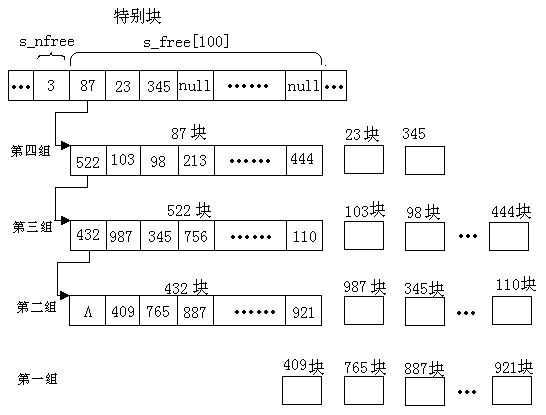 特别块
s_nfree s_free[100]
••• 3 87 23 345 null •••••• null •••
87块 23块 345
第四组 522 103 98 213 •••••• 444
522块 103块 98块 444块
第三组 432 987 345 756 •••••• 110 •••
432块 987块 345块 110块
第二组 Λ 409 765 887 •••••• 921 •••
409块 765块 887块 921块
第一组 •••